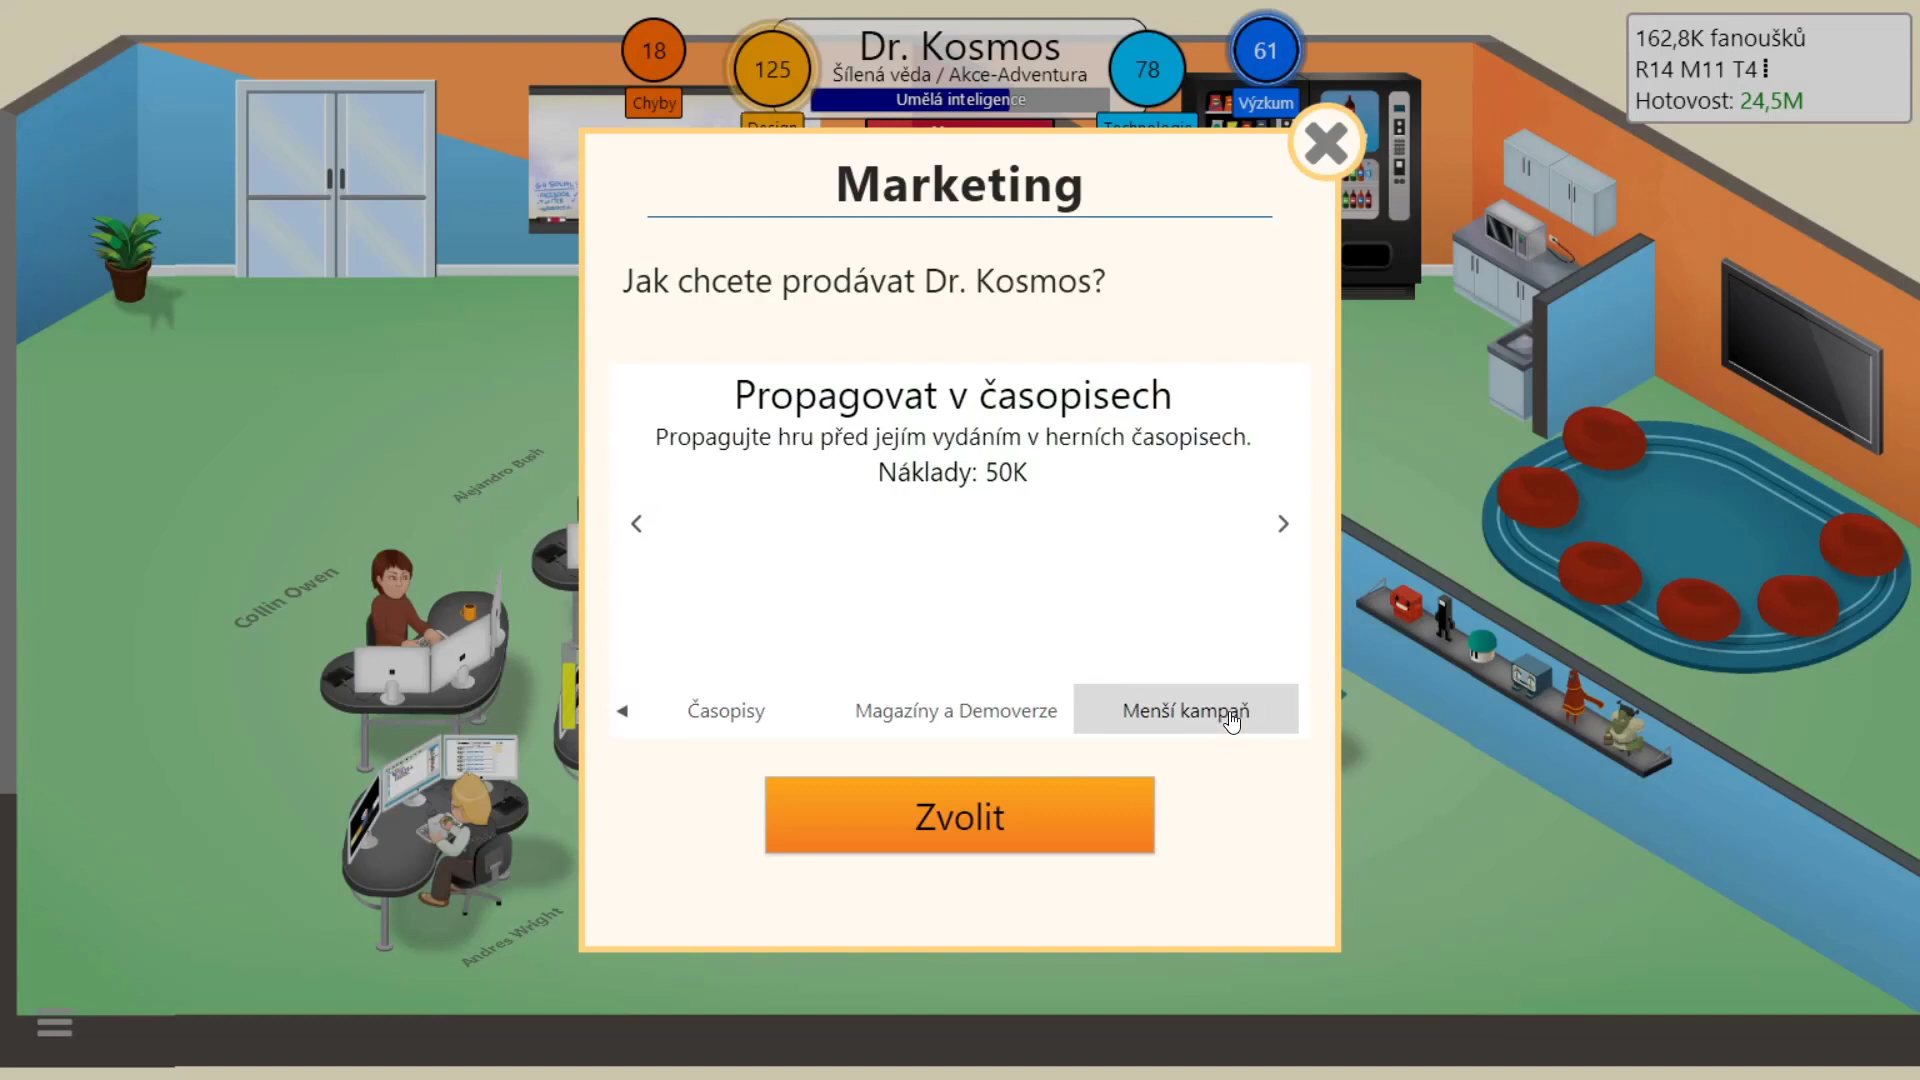 18
Chyby
125
Design
Dr. Kosmos
Šílená věda / Akce-Adventura
Umělá inteligence
78
Technologie
61
Výzkum
162,8K fanoušků
R14 M11 T4
Hotovost: 24,5M
Marketing
Jak chcete prodávat Dr. Kosmos?
Propagovat v časopisech
Propagujte hru před jejím vydáním v herních časopisech.
Náklady: 50K
Časopisy
Magazíny a Demoverze
Menší kampaň
Zvolit
Alejandro Bush
Collin Owen
Andres Wright